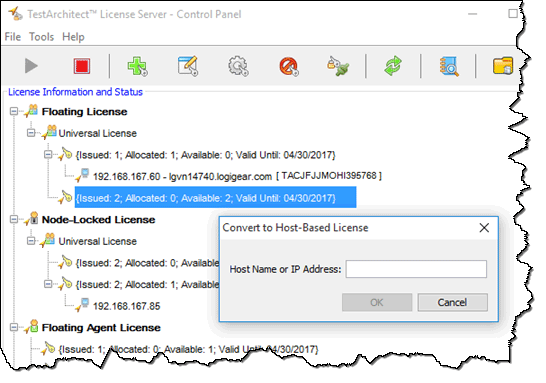 TestArchitect™ License Server - Control Panel
File Tools Help
License Information and Status
Floating License
Universal License
{Issued: 1; Allocated: 1; Available: 0; Valid Until: 04/30/2017}
192.168.167.60 - lgvn14740.logigear.com [ TACJFJJMOHI395768 ]
{Issued: 2; Allocated: 0; Available: 2; Valid Until: 04/30/2017}
Node-Locked License
Universal License
{Issued: 2; Allocated: 0; Availab
{Issued: 2; Allocated: 1; Availab
192.168.167.85
Floating Agent License
{Issued: 1; Allocated: 0; Available: 1; Valid Until: 04/30/2017}
Convert to Host-Based License
Host Name or IP Address:
OK Cancel